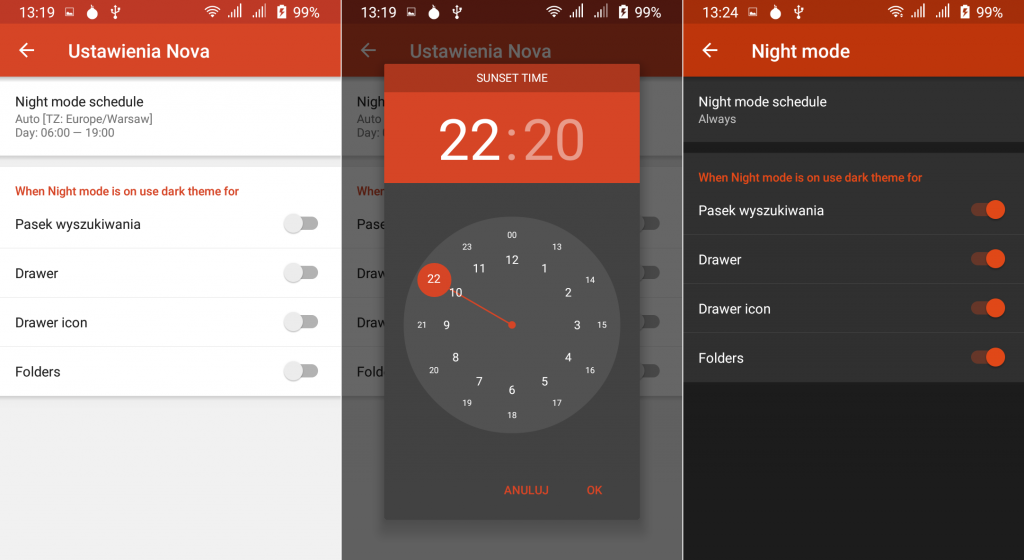 13:19 99%
Ustawienia Nova
Night mode schedule
Auto [TZ: Europe/Warsaw]
Day: 06:00 — 19:00
When Night mode is on use dark theme for
Pasek wyszukiwania
Drawer
Drawer icon
Folders
13:19 99%
Ustawienia Nova
Nigh
Auto
Day:
Whe
Pase
Draw
Draw
Fold
SUNSET TIME
22:20
00
23 13
12
11 1
22 14
10 2
21 9 3 15
8 4
20 16
7 5
6
19 17
18
ANULUJ OK
13:24 99%
Night mode
Night mode schedule
Always
When Night mode is on use dark theme for
Pasek wyszukiwania
Drawer
Drawer icon
Folders